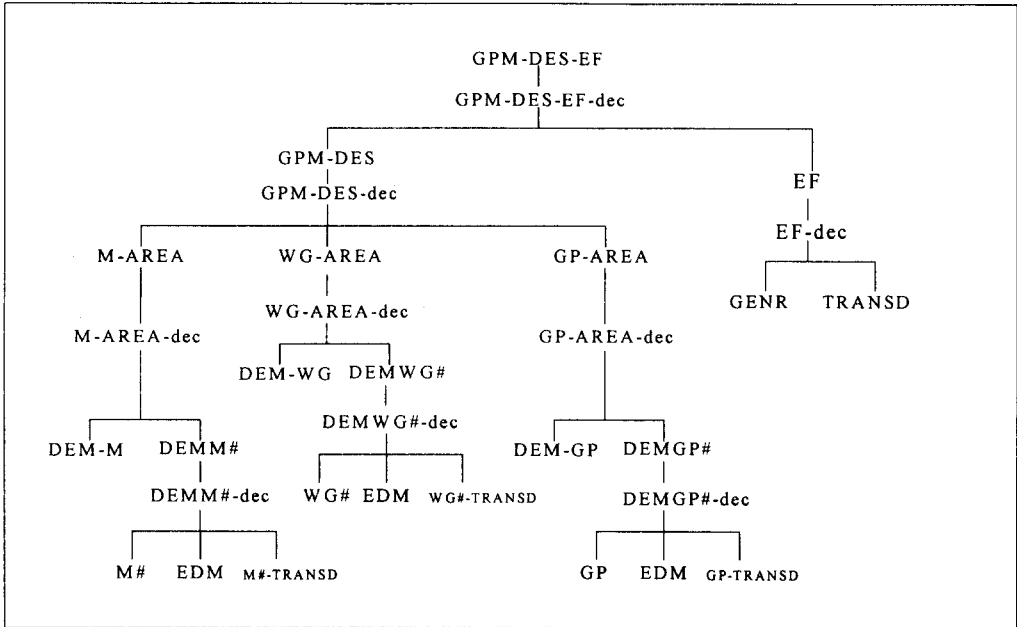 GPM-DES-EF
GPM-DES-EF-dec
GPM-DES
EF
GPM-DES-dec
EF-dec
M-AREA WG-AREA GP-AREA
GENR TRANSD
WG-AREA-dec
M-AREA-dec GP-AREA-dec
DEM-WG DEMWG#
DEMWG#-dec
DEM-M DEMM# DEM-GP DEMGP#
WG# EDM WG#-TRANSD
DEMM#-dec DEMGP#-dec
M# EDM M#-TRANSD GP EDM GP-TRANSD